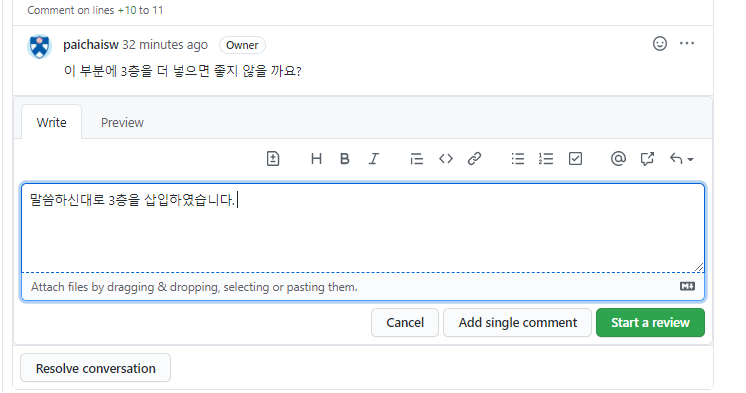 Comment on lines +10 to 11
paichaisw 32 minutes ago Owner
이 부분에 3층을 더 넣으면 좋지 않을 까요?
Write Preview
H B I
말씀하신대로 3층을 삽입하였습니다.
Attach files by dragging & dropping, selecting or pasting them.
Cancel Add single comment Start a review
Resolve conversation